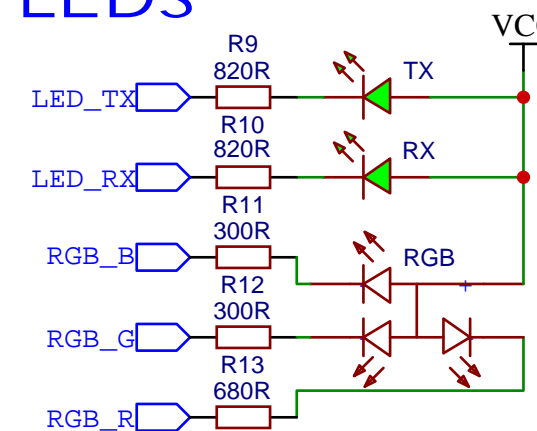 LEDs
VCC
R9
820R
TX
LED_TX
R10
820R
RX
LED_RX
R11
300R
RGB
RGB_B
R12
300R
RGB_G
R13
680R
RGB_R